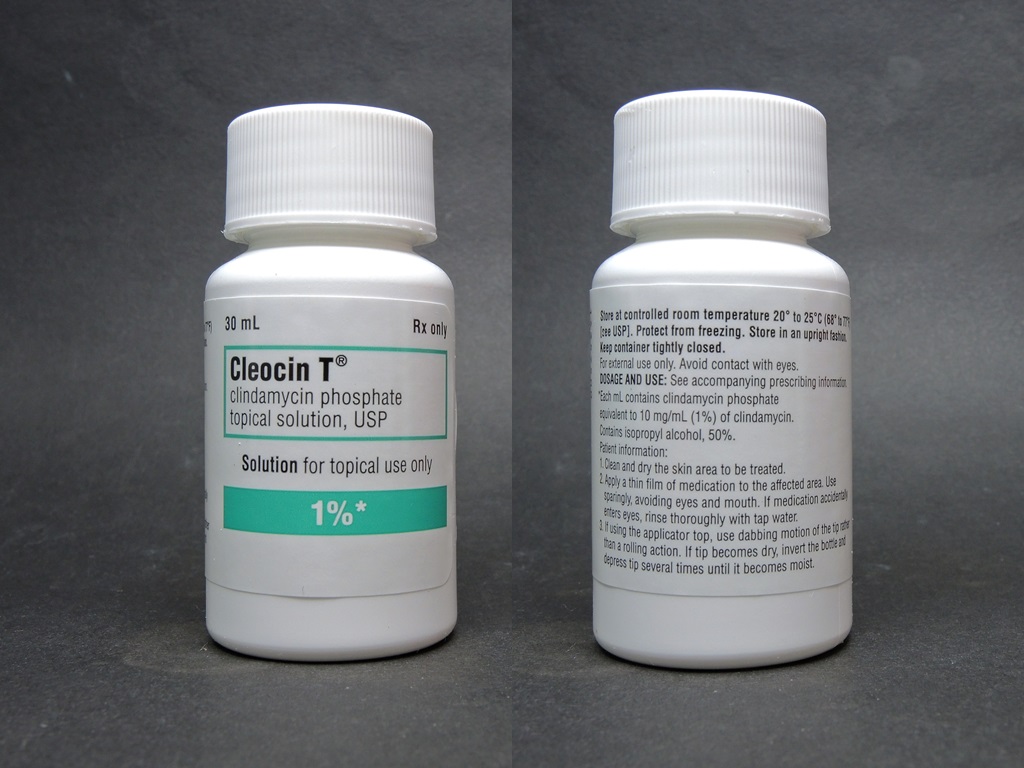 30 mL
Rx only
Cleocin T®
clindamycin phosphate
topical solution, USP
Solution for topical use only
1%*
Store at controlled room temperature 20° to 25°C (68° to 77°F)
[see USP]. Protect from freezing. Store in an upright fashion.
Keep container tightly closed.
For external use only. Avoid contact with eyes.
DOSAGE AND USE: See accompanying prescribing information.
*Each mL contains clindamycin phosphate
equivalent to 10 mg/mL (1%) of clindamycin.
Contains isopropyl alcohol, 50%.
Patient information:
1. Clean and dry the skin area to be treated.
2. Apply a thin film of medication to the affected area. Use
sparingly, avoiding eyes and mouth. If medication accidentally
enters eyes, rinse thoroughly with tap water.
3. If using the applicator top, use dabbing motion of the tip rather
than a rolling action. If tip becomes dry, invert the bottle and
depress tip several times until it becomes moist.